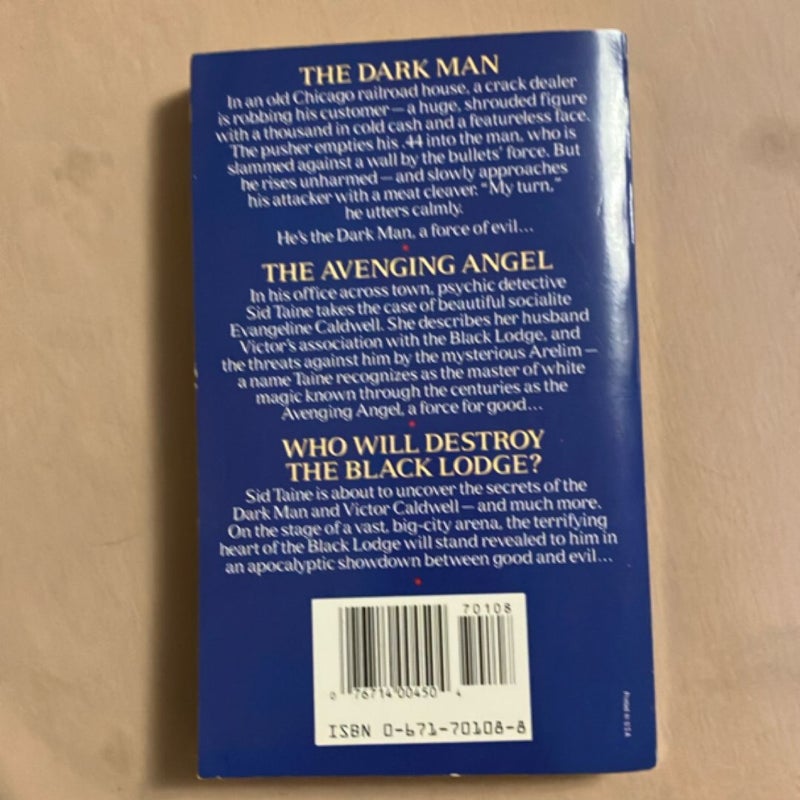 THE DARK MAN
In an old Chicago railroad house, a crack dealer
is robbing his customer — a huge, shrouded figure
with a thousand in cold cash and a featureless face.
The pusher empties his .44 into the man, who is
slammed against a wall by the bullets' force. But
he rises unharmed — and slowly approaches
his attacker with a meat cleaver. "My turn,"
he utters calmly.
He's the Dark Man, a force of evil...
THE AVENGING ANGEL
In his office across town, psychic detective
Sid Taine takes the case of beautiful socialite
Evangeline Caldwell. She describes her husband
Victor's association with the Black Lodge, and
the threats against him by the mysterious Arelim —
a name Taine recognizes as the master of white
magic known through the centuries as the
Avenging Angel, a force for good...
WHO WILL DESTROY
THE BLACK LODGE?
Sid Taine is about to uncover the secrets of the
Dark Man and Victor Caldwell — and much more.
On the stage of a vast, big-city arena, the terrifying
heart of the Black Lodge will stand revealed to him in
an apocalyptic showdown between good and evil...
70108
0 76714 00450 4
ISBN 0-671-70108-8
Printed in U.S.A.